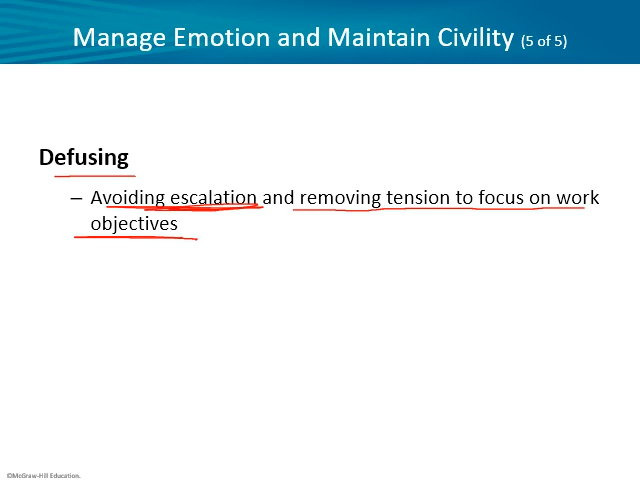 Manage Emotion and Maintain Civility (5 of 5)
Defusing
– Avoiding escalation and removing tension to focus on work
objectives
©McGraw-Hill Education.